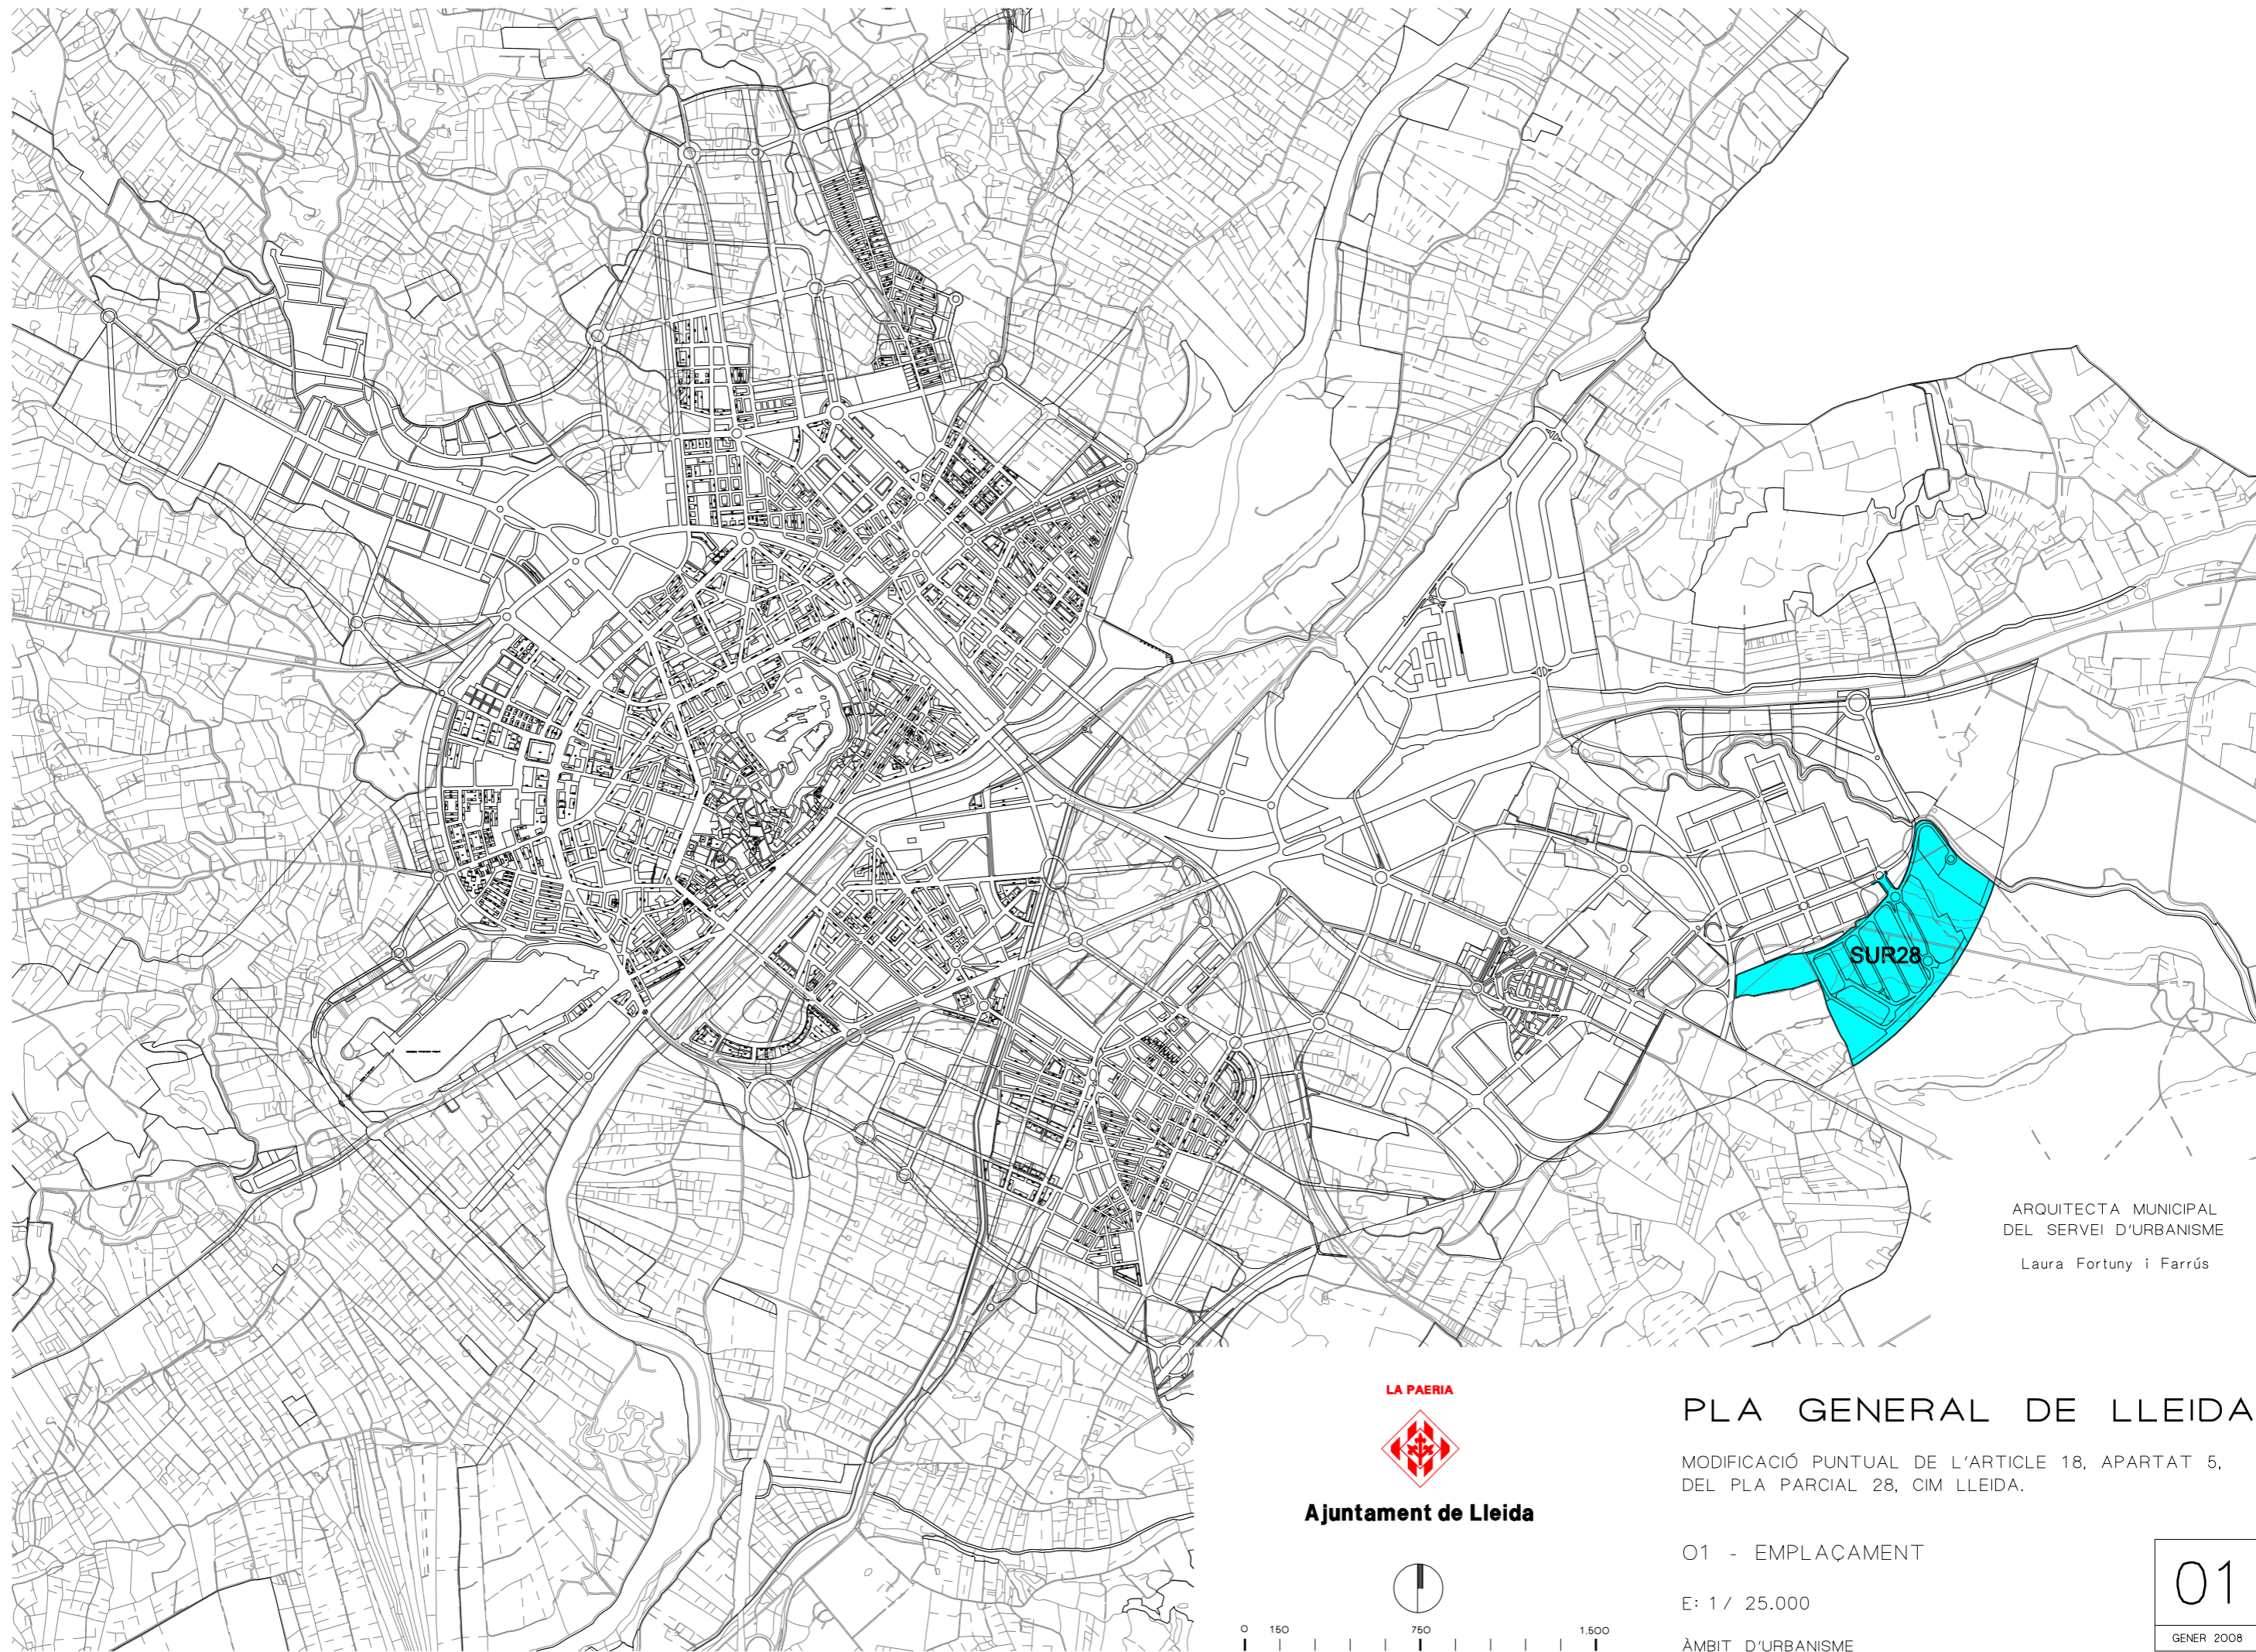 SUR28
ARQUITECTA MUNICIPAL
DEL SERVEI D'URBANISME
Laura Fortuny i Farrús
LA PAERIA
Ajuntament de Lleida
0 150 750 1.500
PLA GENERAL DE LLEIDA
MODIFICACIÓ PUNTUAL DE L'ARTICLE 18, APARTAT 5,
DEL PLA PARCIAL 28, CIM LLEIDA.
01 - EMPLAÇAMENT
E: 1/ 25.000
ÀMBIT D'URBANISME
01
GENER 2008